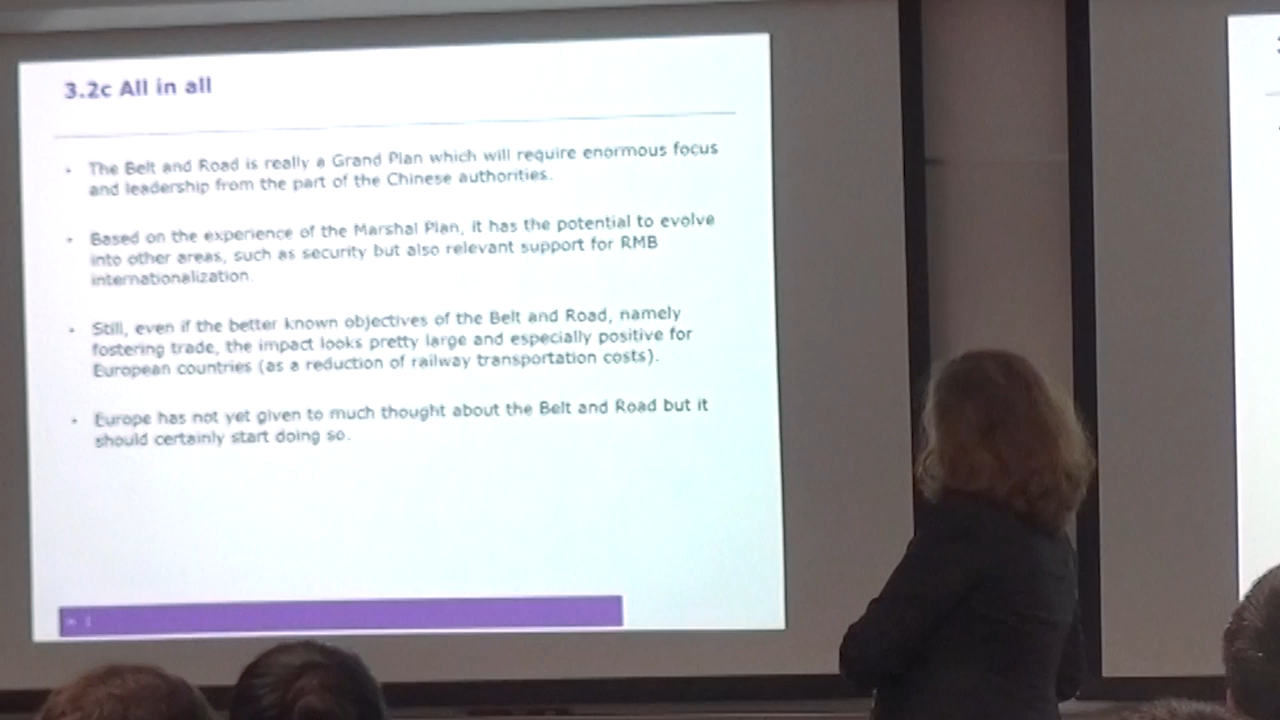 3.2c All in all
The Belt and Road is really a Grand Plan which will require enormous focus
and leadership from the part of the Chinese authorities.
Based on the experience of the Marshal Plan, it has the potential to evolve
into other areas, such as security but also relevant support for RMB
internationalization.
Still, even if the better known objectives of the Belt and Road, namely
fostering trade, the impact looks pretty large and especially positive for
European countries (as a reduction of railway transportation costs).
Europe has not yet given to much thought about the Belt and Road but it
should certainly start doing so.